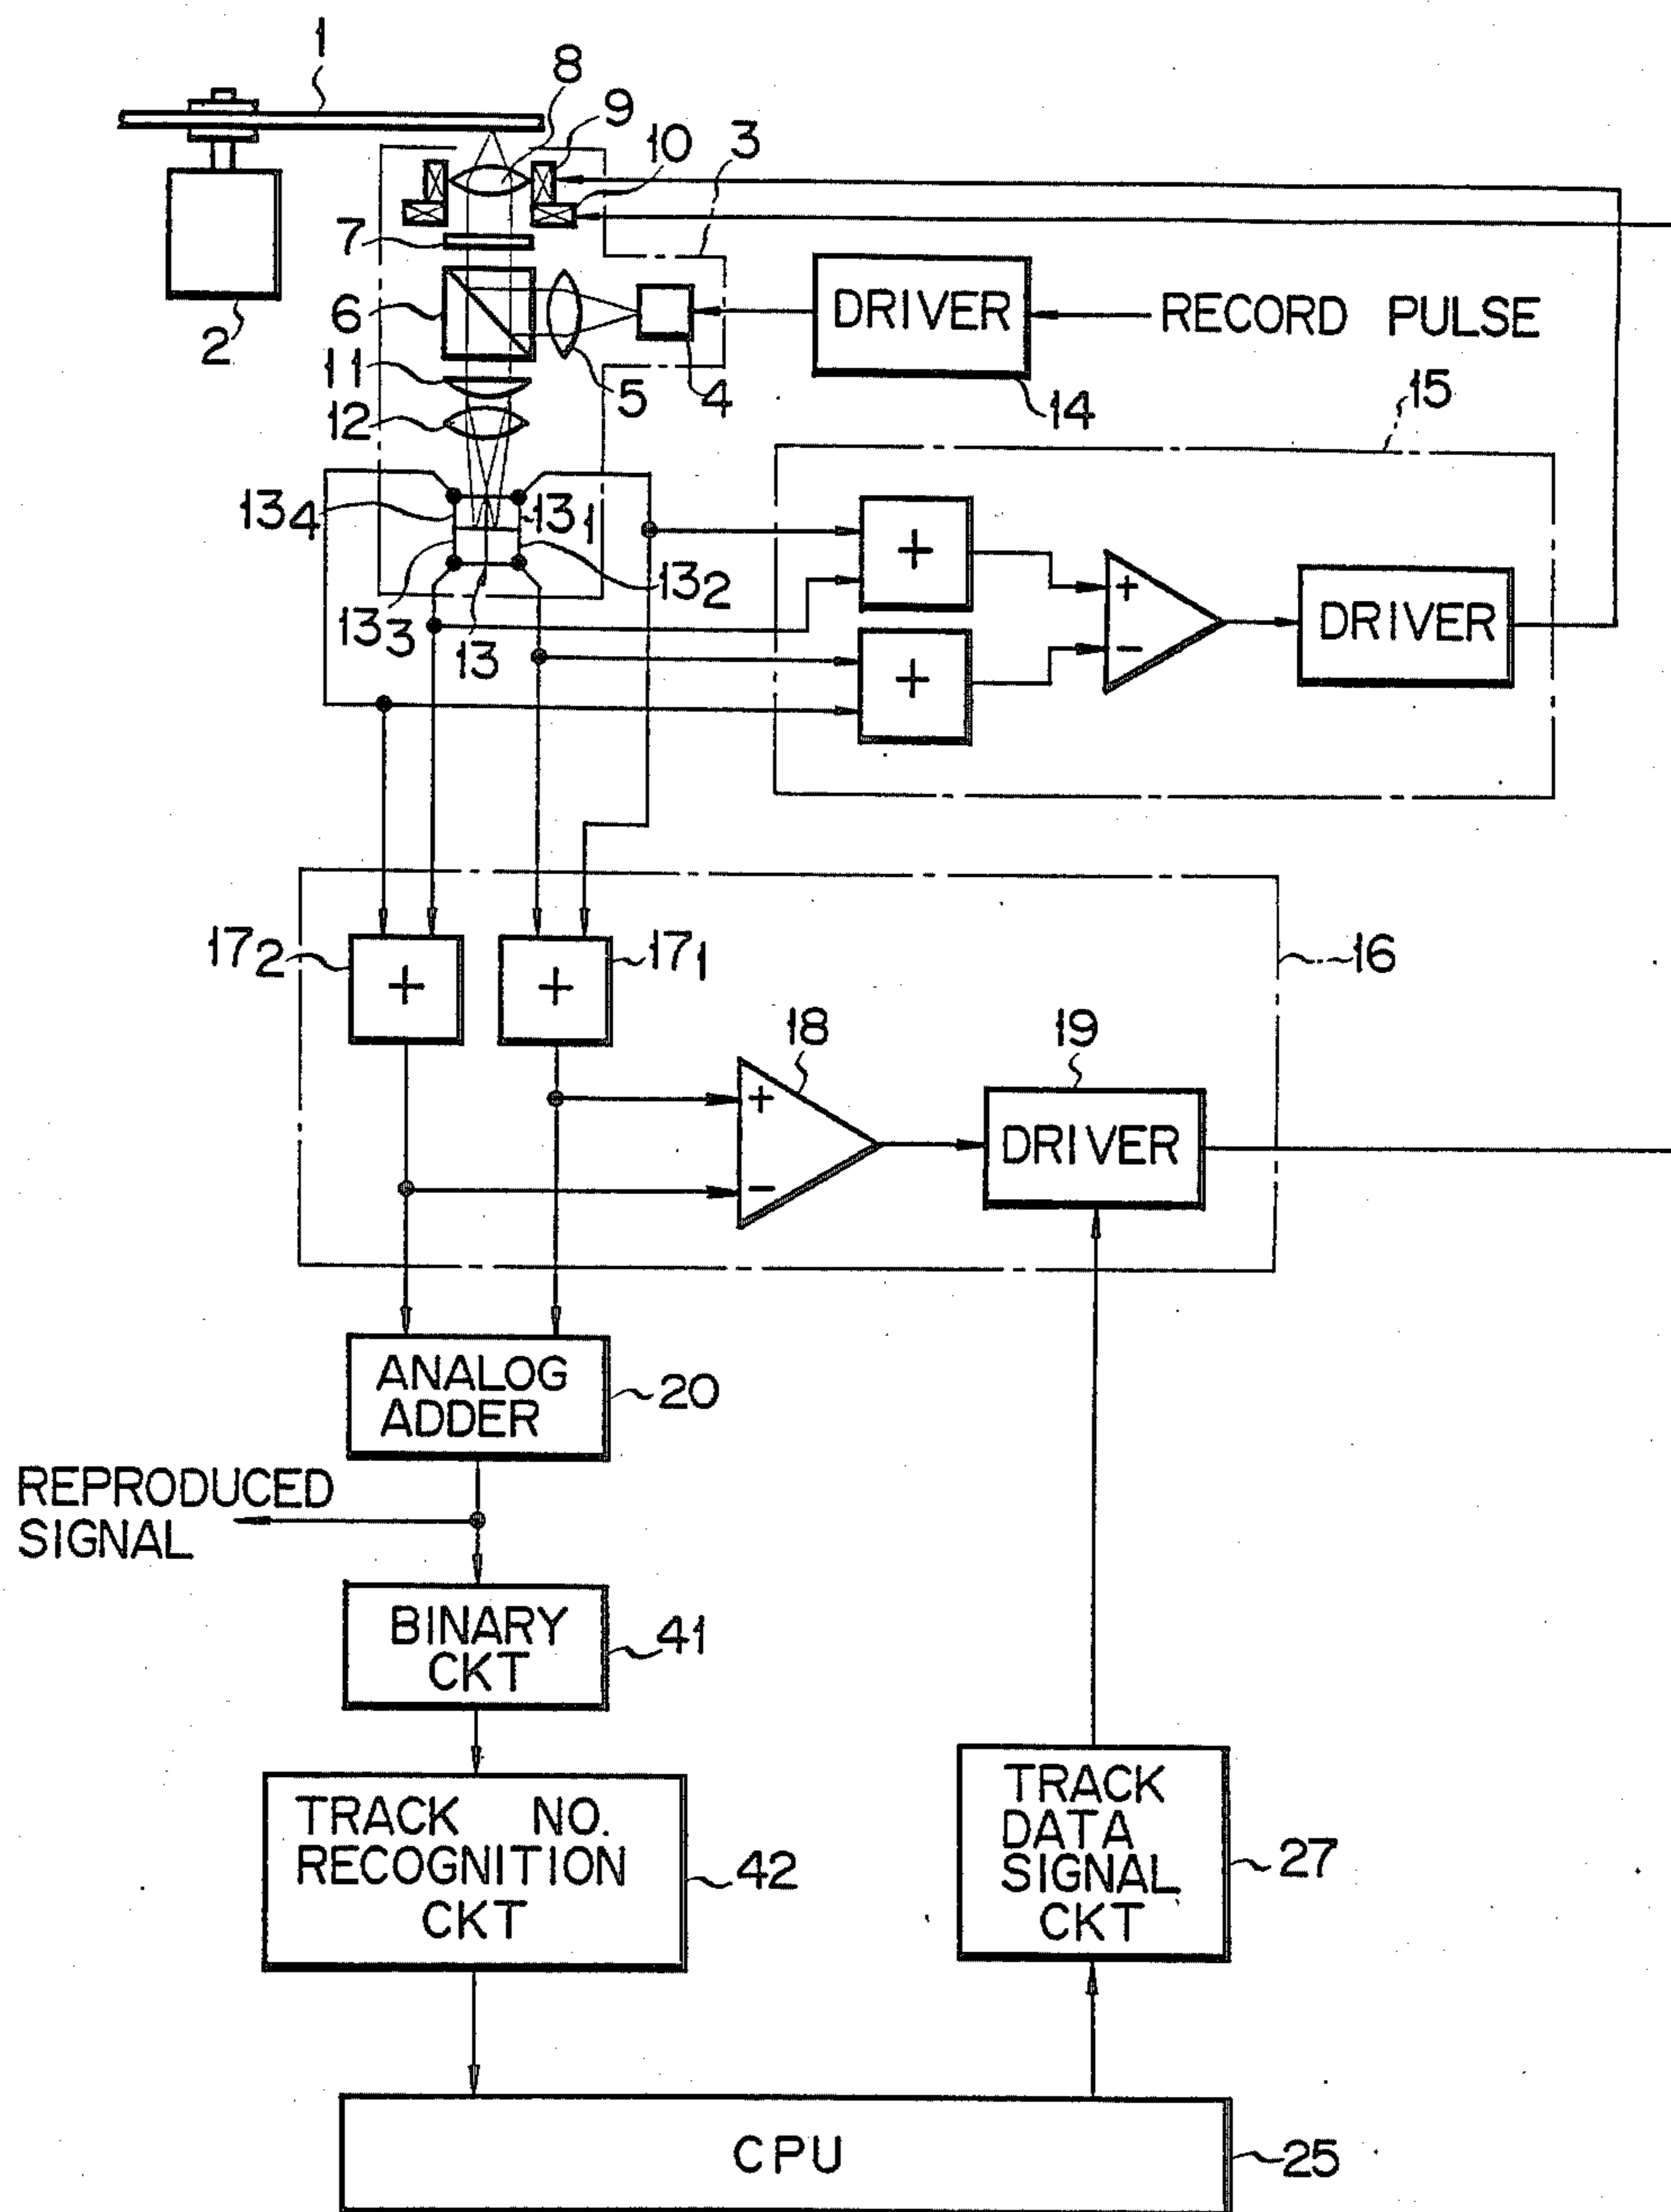 1
8
9
10
3
7
6
2
DRIVER
RECORD PULSE
11
5
4
14
15
12
13₄
13₁
+
+
13₂
13₃
13
−
DRIVER
+
17₂
17₁
16
+
+
18
19
+
−
DRIVER
ANALOG
ADDER
20
REPRODUCED
SIGNAL
BINARY
CKT
41
TRACK NO.
RECOGNITION
CKT
42
TRACK
DATA
SIGNAL
CKT
27
CPU
25